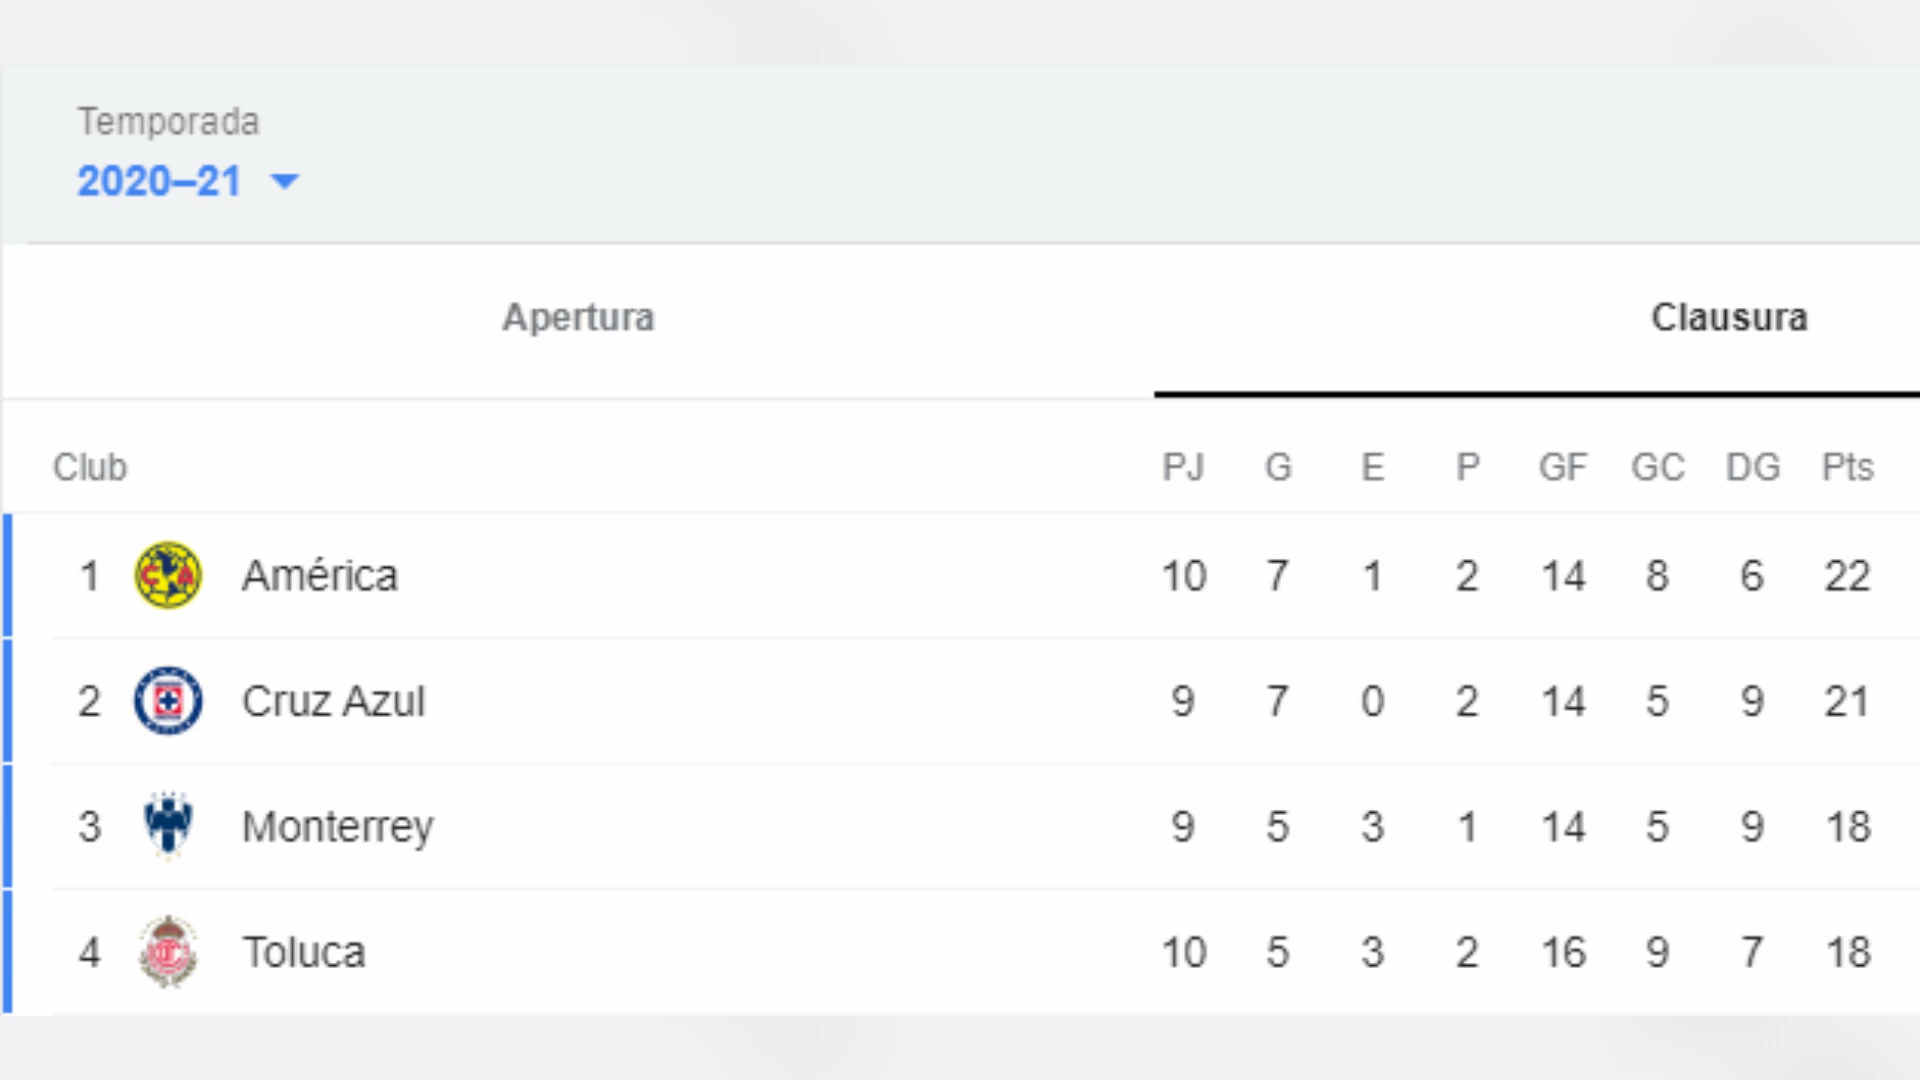 Temporada
2020–21
Apertura Clausura
Club PJ G E P GF GC DG Pts
1 América 10 7 1 2 14 8 6 22
2 Cruz Azul 9 7 0 2 14 5 9 21
3 Monterrey 9 5 3 1 14 5 9 18
4 Toluca 10 5 3 2 16 9 7 18